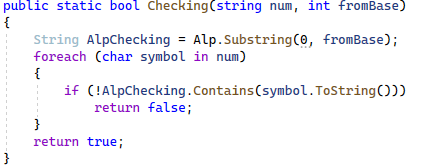 public static bool Checking(string num, int fromBase)
{
    String AlpChecking = Alp.Substring(0, fromBase);
    foreach (char symbol in num)
    {
        if (!AlpChecking.Contains(symbol.ToString()))
            return false;
    }
    return true;
}